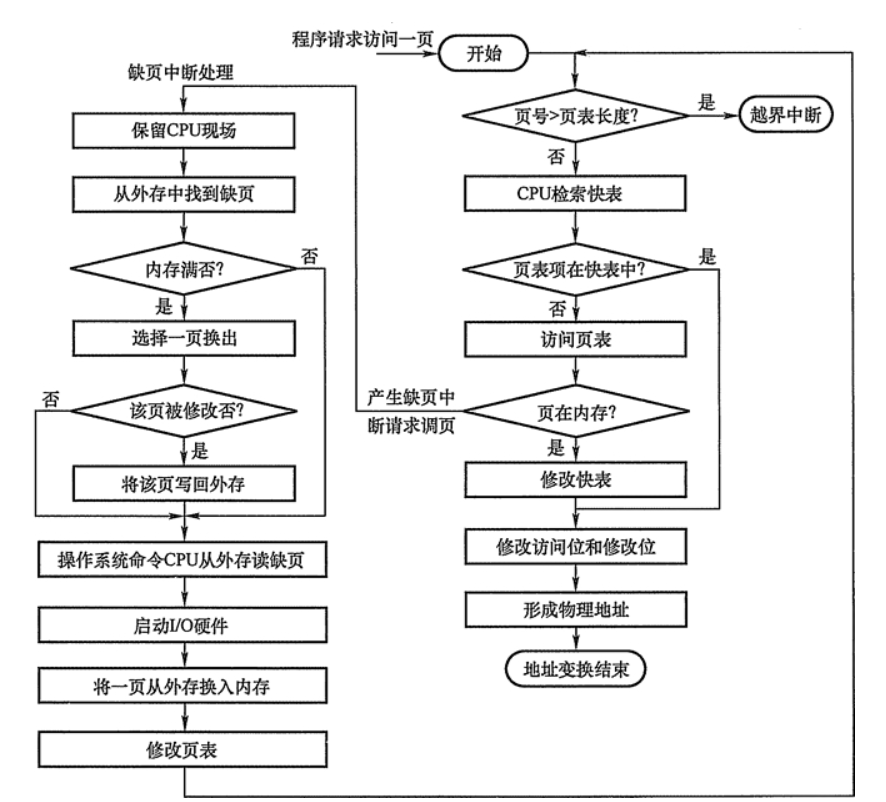 程序请求访问一页
开始
缺页中断处理
保留CPU现场
从外存中找到缺页
内存满否?
否
是
选择一页换出
该页被修改否?
否
是
将该页写回外存
操作系统命令CPU从外存读缺页
启动I/O硬件
将一页从外存换入内存
修改页表
页号>页表长度?
是
越界中断
否
CPU检索快表
页表项在快表中?
是
否
访问页表
产生缺页中
断请求调页
页在内存?
是
修改快表
修改访问位和修改位
形成物理地址
地址变换结束